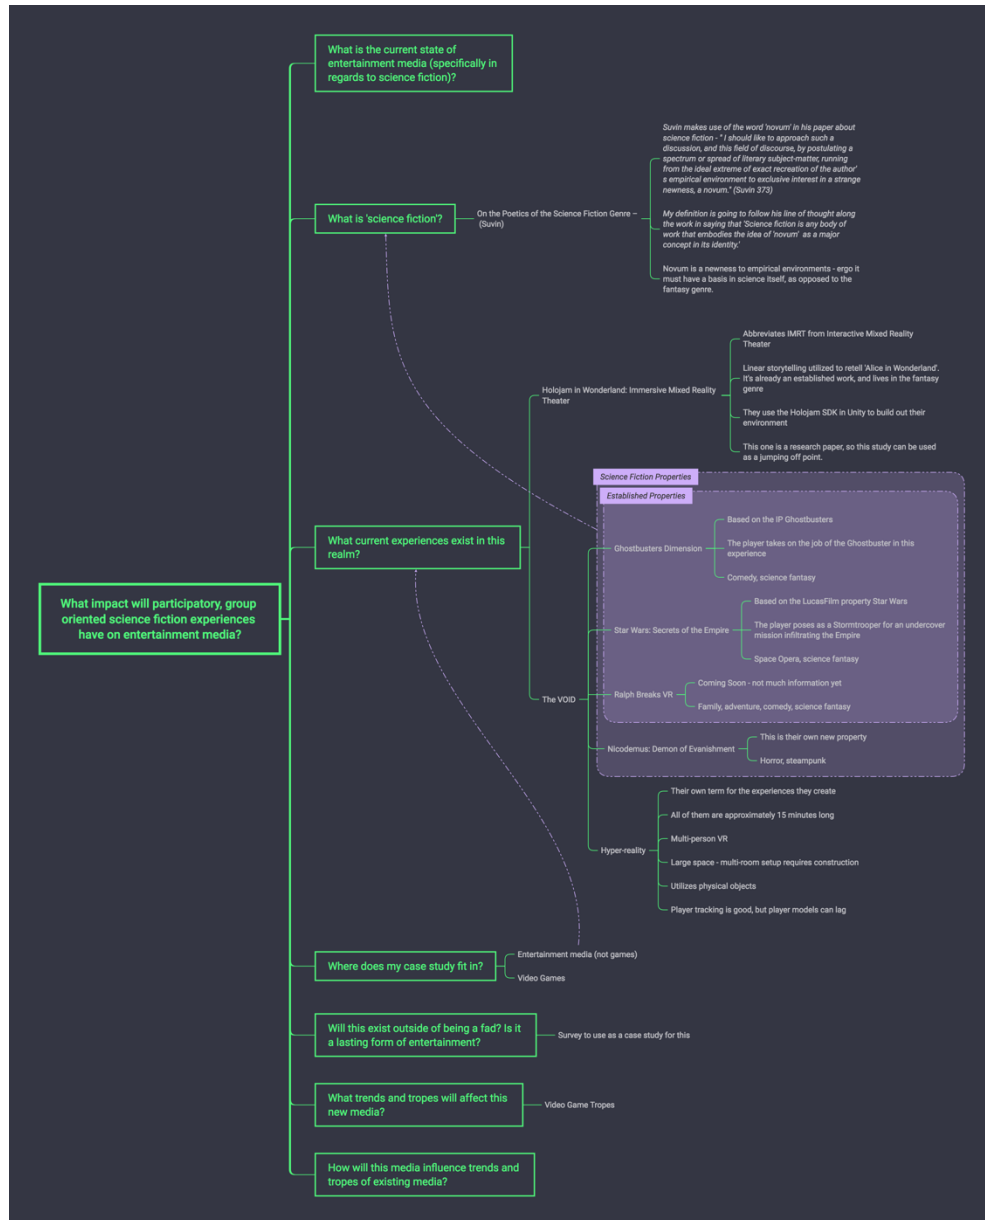 What is the current state of
entertainment media (specifically in
regards to science fiction)?
Suvin makes use of the word 'novum' in his paper about
science fiction - " I should like to approach such a
discussion, and this field of discourse, by postulating a
spectrum or spread of literary subject-matter, running
from the ideal extreme of exact recreation of the author'
s empirical environment to exclusive interest in a strange
newness, a novum." (Suvin 373)
What is 'science fiction'?
On the Poetics of the Science Fiction Genre –
(Suvin)
My definition is going to follow his line of thought along
the work in saying that 'Science fiction is any body of
work that embodies the idea of 'novum' as a major
concept in its identity.'
Novum is a newness to empirical environments - ergo it
must have a basis in science itself, as opposed to the
fantasy genre.
Abbreviates IMRT from Interactive Mixed Reality
Theater
Linear storytelling utilized to retell 'Alice in Wonderland'.
It's already an established work, and lives in the fantasy
genre
Holojam in Wonderland: Immersive Mixed Reality
Theater
They use the Holojam SDK in Unity to build out their
environment
This one is a research paper, so this study can be used
as a jumping off point.
Science Fiction Properties
Established Properties
What current experiences exist in this
realm?
Ghostbusters Dimension
Based on the IP Ghostbusters
The player takes on the job of the Ghostbuster in this
experience
Comedy, science fantasy
What impact will participatory, group
oriented science fiction experiences
have on entertainment media?
Star Wars: Secrets of the Empire
Based on the LucasFilm property Star Wars
The player poses as a Stormtrooper for an undercover
mission infiltrating the Empire
Space Opera, science fantasy
The VOID
Ralph Breaks VR
Coming Soon - not much information yet
Family, adventure, comedy, science fantasy
Nicodemus: Demon of Evanishment
This is their own new property
Horror, steampunk
Hyper-reality
Their own term for the experiences they create
All of them are approximately 15 minutes long
Multi-person VR
Large space - multi-room setup requires construction
Utilizes physical objects
Player tracking is good, but player models can lag
Where does my case study fit in?
Entertainment media (not games)
Video Games
Will this exist outside of being a fad? Is it
a lasting form of entertainment?
Survey to use as a case study for this
What trends and tropes will affect this
new media?
Video Game Tropes
How will this media influence trends and
tropes of existing media?